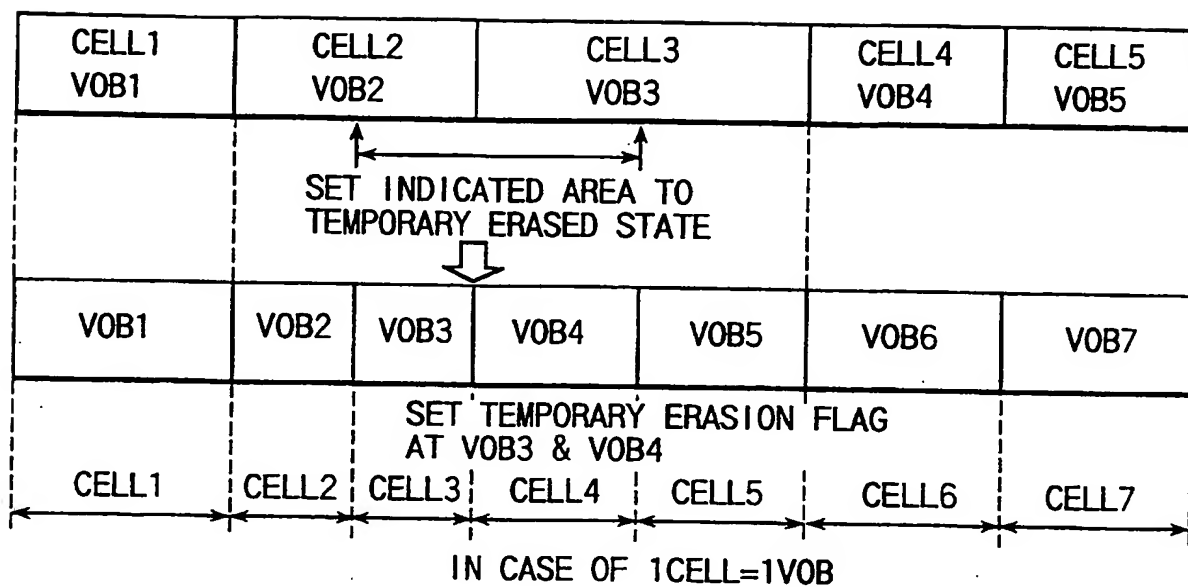 CELL1 CELL2 CELL3 CELL4 CELL5
VOB1 VOB2 VOB3 VOB4 VOB5
SET INDICATED AREA TO
TEMPORARY ERASED STATE
VOB1 VOB2 VOB3 VOB4 VOB5 VOB6 VOB7
SET TEMPORARY ERASION FLAG
AT VOB3 & VOB4
CELL1 CELL2 CELL3 CELL4 CELL5 CELL6 CELL7
IN CASE OF 1CELL=1VOB